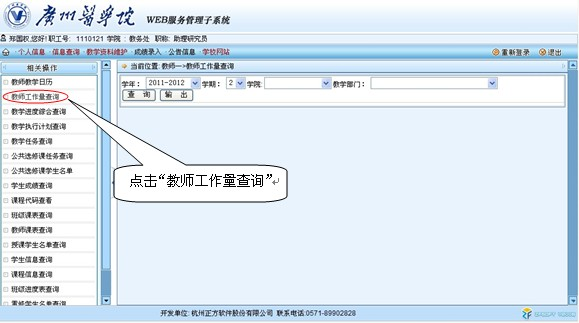 广州医学院 WEB服务管理子系统
郑国权,您好! 职工号: 1110121 学院: 教务处 职称: 助理研究员
个人信息 信息查询 教学资料维护 成绩录入 公告信息 学校网站 重新登录 退出
相关操作
当前位置: 教师-->教师工作量查询
教师教学日历
教师工作量查询
教学进度综合查询
教学执行计划查询
教学任务查询
公共选修课任务查询
公共选修课学生名单
学生成绩查询
课程代码查看
班级课表查询
教师课表查询
授课学生名单查询
学生信息查询
课程信息查询
班级进度表查询
重修学生名单查询
学年: 2011-2012 学期: 2 学院: 教学部门:
查 询 输 出
点击“教师工作量查询”
开发单位: 杭州正方软件股份有限公司 联系电话:0571-89902828